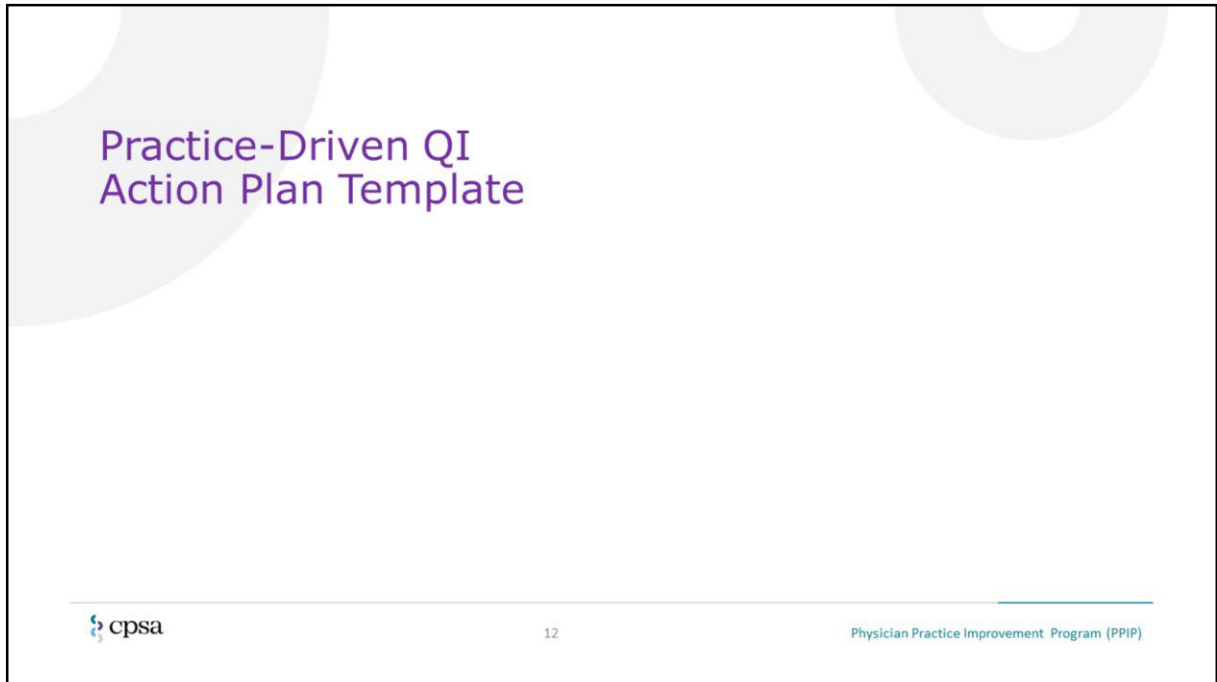 Practice-Driven QI
Action Plan Template
cpsa
12
Physician Practice Improvement Program (PPIP)